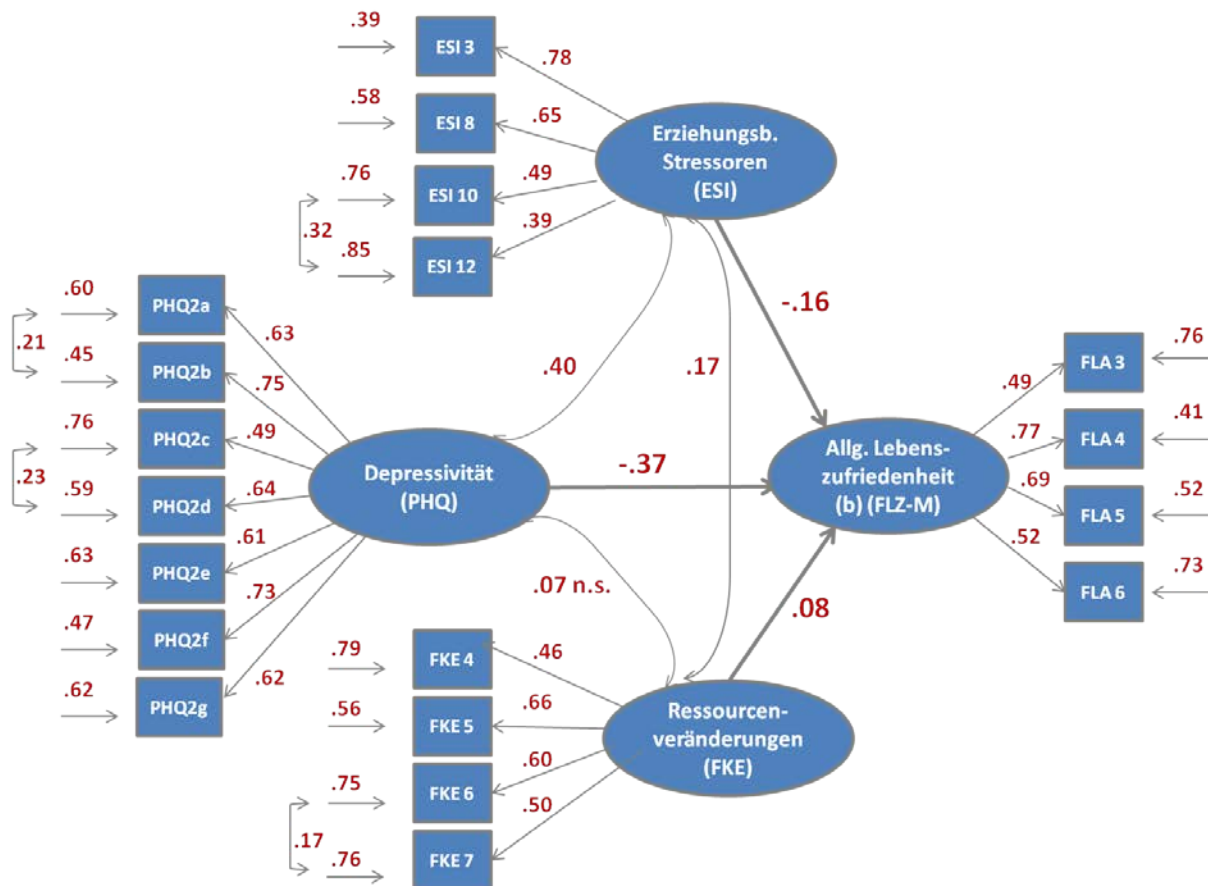 .39
ESI 3
.78
.58
ESI 8
.65
.76
ESI 10
.49
.32
.85
ESI 12
.39
Erziehungsb.
Stressoren
(ESI)
.60
PHQ2a
.63
.21
.45
PHQ2b
.75
.76
PHQ2c
.49
.23
.59
PHQ2d
.64
.63
PHQ2e
.61
.47
PHQ2f
.73
.62
PHQ2g
.62
Depressivität
(PHQ)
.40
.17
-.16
-.37
.07 n.s.
.08
Allg. Lebens-
zufriedenheit
(b) (FLZ-M)
.49
FLA 3
.76
.77
FLA 4
.41
.69
FLA 5
.52
.52
FLA 6
.73
.79
FKE 4
.46
.56
FKE 5
.66
.75
FKE 6
.60
.17
.76
FKE 7
.50
Ressourcen-
veränderungen
(FKE)